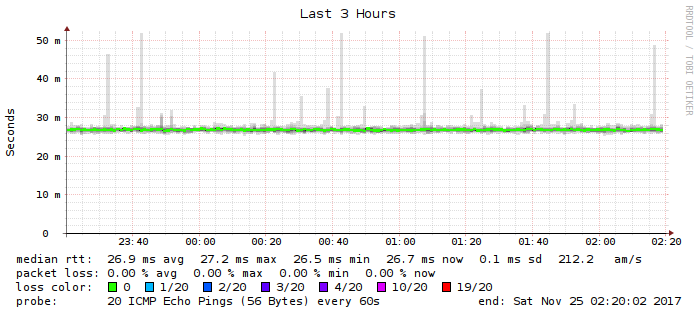 Last 3 Hours
RRDTOOL / TOBI OETIKER
Seconds
50 m
40 m
30 m
20 m
10 m
0
23:40 00:00 00:20 00:40 01:00 01:20 01:40 02:00 02:20
median rtt: 26.9 ms avg 27.2 ms max 26.5 ms min 26.7 ms now 0.1 ms sd 212.2 am/s
packet loss: 0.00 % avg 0.00 % max 0.00 % min 0.00 % now
loss color: 0 1/20 2/20 3/20 4/20 10/20 19/20
probe: 20 ICMP Echo Pings (56 Bytes) every 60s end: Sat Nov 25 02:20:02 2017